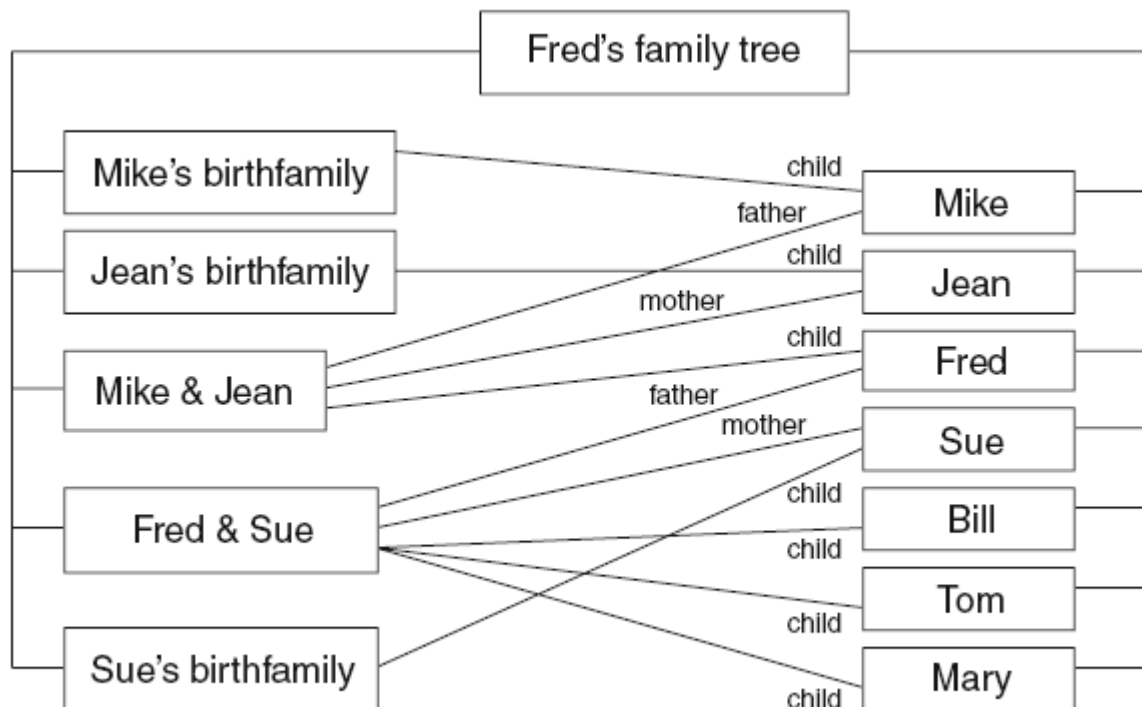 Fred's family tree
Mike's birthfamily
child
Mike
father
Jean's birthfamily
child
Jean
mother
child
Mike & Jean
Fred
father
mother
Sue
child
Fred & Sue
Bill
child
Tom
child
Sue's birthfamily
Mary
child